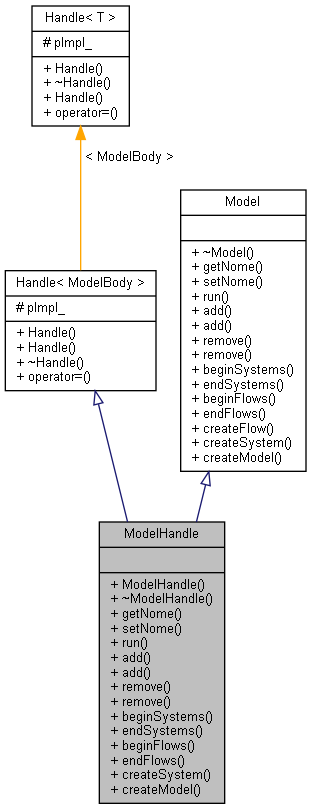 Handle< T >
# pImpl_
+ Handle()
+ ~Handle()
+ Handle()
+ operator=()
< ModelBody >
Model
+ ~Model()
+ getNome()
+ setNome()
+ run()
+ add()
+ add()
+ remove()
+ remove()
+ beginSystems()
+ endSystems()
+ beginFlows()
+ endFlows()
+ createFlow()
+ createSystem()
+ createModel()
Handle< ModelBody >
# pImpl_
+ Handle()
+ Handle()
+ ~Handle()
+ operator=()
ModelHandle
+ ModelHandle()
+ ~ModelHandle()
+ getNome()
+ setNome()
+ run()
+ add()
+ add()
+ remove()
+ remove()
+ beginSystems()
+ endSystems()
+ beginFlows()
+ endFlows()
+ createSystem()
+ createModel()